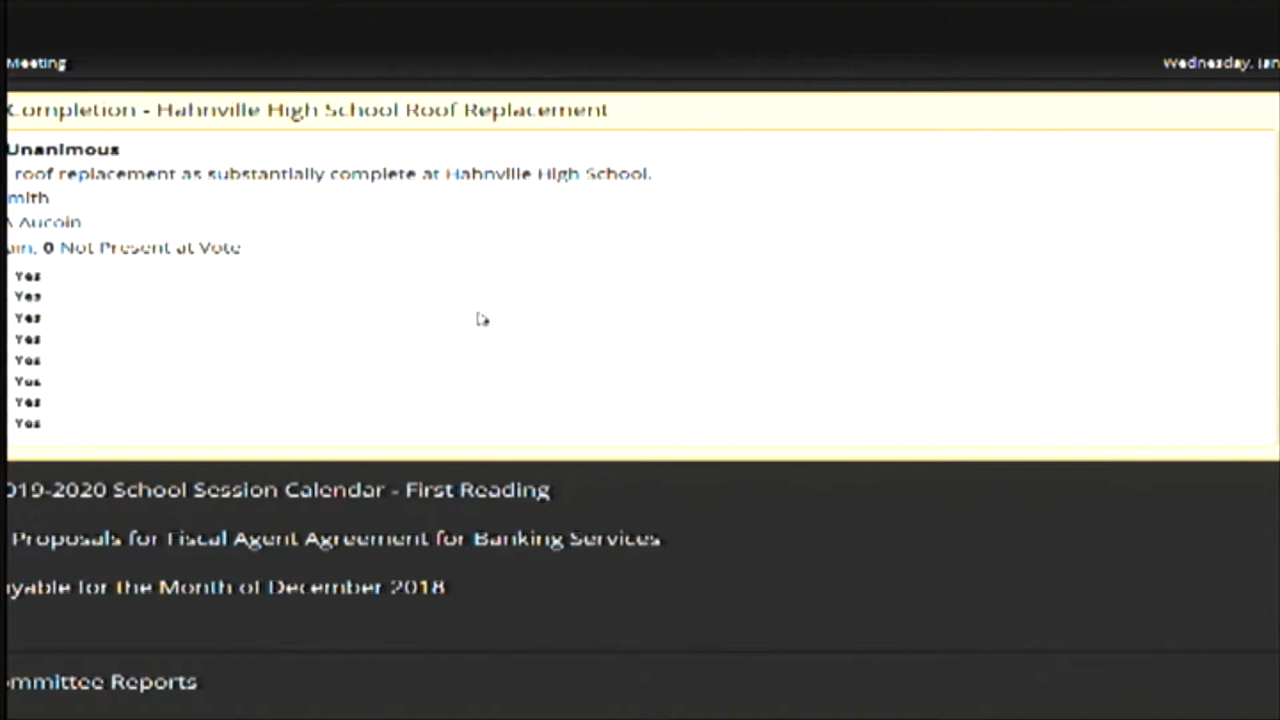 Meeting
Wednesday, Jan
Completion - Hahnville High School Roof Replacement
Unanimous
roof replacement as substantially complete at Hahnville High School.
mith
Aucoin
ain, 0 Not Present at Vote
Yes
Yes
Yes
Yes
Yes
Yes
Yes
Yes
019-2020 School Session Calendar - First Reading
Proposals for Fiscal Agent Agreement for Banking Services
yable for the Month of December 2018
ommittee Reports